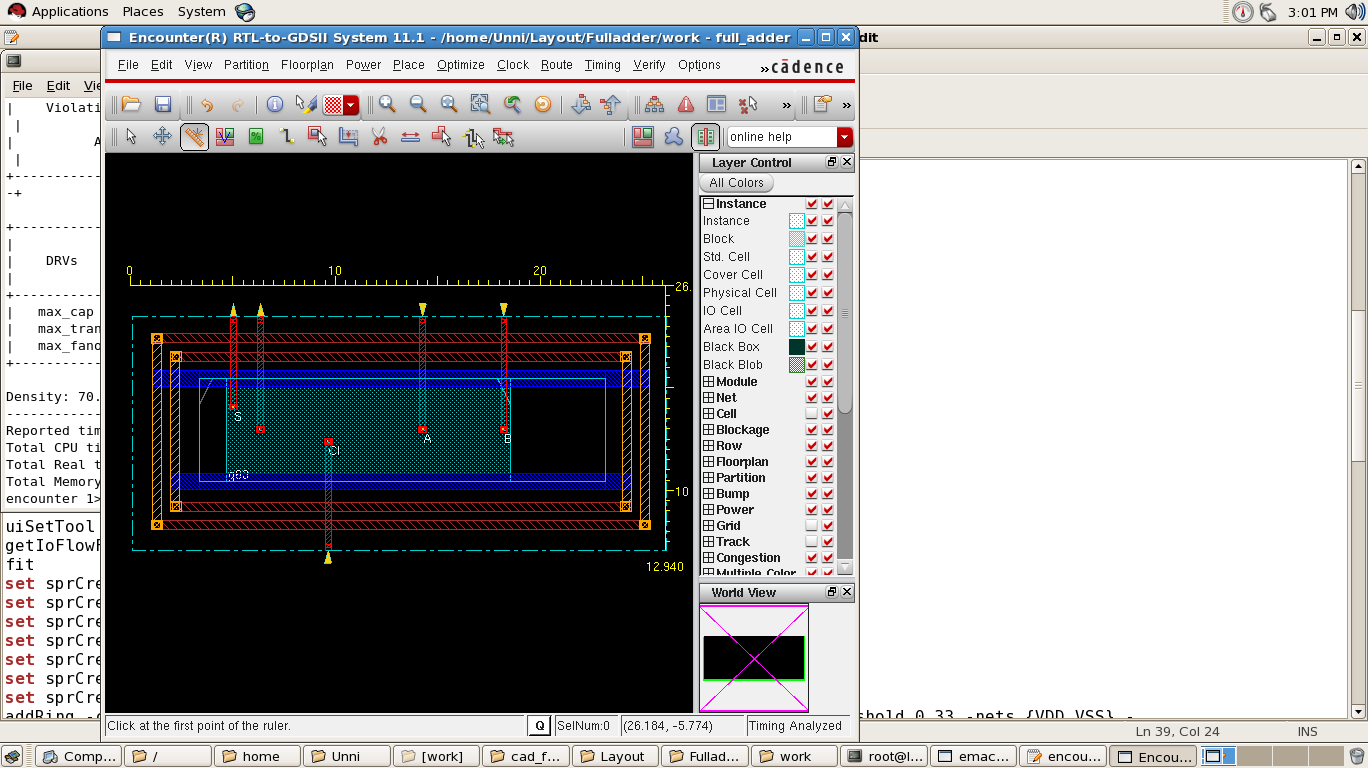 Applications Places System 3:01 PM
Encounter(R) RTL-to-GDSII System 11.1 - /home/Unni/Layout/Fulladder/work - full_adder
dit
File Edit View Partition Floorplan Power Place Optimize Clock Route Timing Verify Options » cādence
File Edit Vie
online help
| Violati
|
| A
|
+-----------
-+
+-----------
|
| DRVs
|
+-----------
| max_cap
| max_tran
| max_fano
+-----------
Density: 70.
------------
Reported tim
Total CPU ti
Total Real t
Total Memory
encounter 1>
uiSetTool
getIoFlowF
fit
set sprCre
set sprCre
set sprCre
set sprCre
set sprCre
set sprCre
set sprCre
addRing -
shold 0.33 -nets {VDD VSS} -
0 10 20
26.
S
A
B
CI
g83
10
12.940
Layer Control
All Colors
Instance
Instance
Block
Std. Cell
Cover Cell
Physical Cell
IO Cell
Area IO Cell
Black Box
Black Blob
Module
Net
Cell
Blockage
Row
Floorplan
Partition
Bump
Power
Grid
Track
Congestion
Multiple Color
World View
Click at the first point of the ruler. Q SelNum:0 (26.184, -5.774) Timing Analyzed
Ln 39, Col 24 INS
Comp... / home Unni [work] cad_f... Layout Fullad... work root@l... emac... encou... Encou...